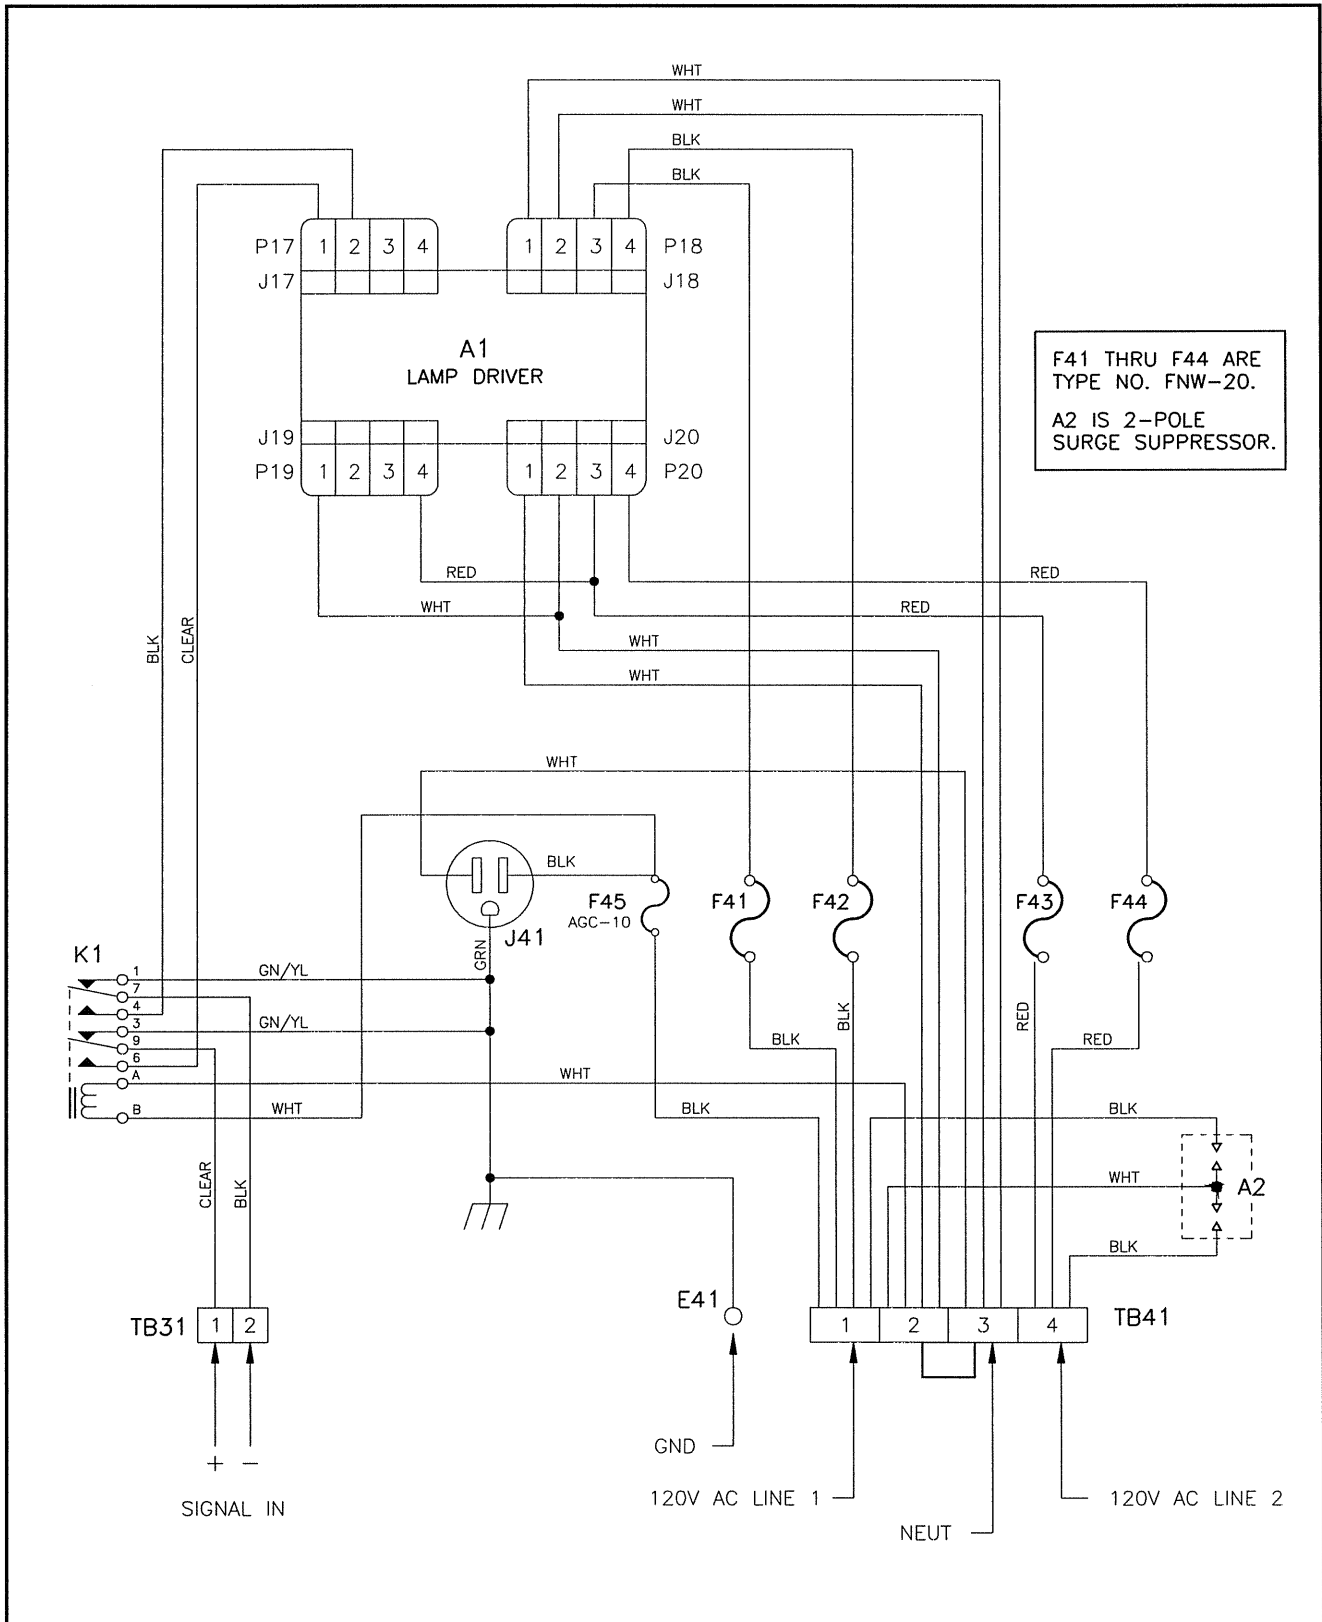 WHT
WHT
BLK
BLK
P17 1 2 3 4
1 2 3 4 P18
J17
J18
A1
LAMP DRIVER
F41 THRU F44 ARE
TYPE NO. FNW-20.
A2 IS 2-POLE
SURGE SUPPRESSOR.
J19
J20
P19 1 2 3 4
1 2 3 4 P20
RED
RED
WHT
RED
BLK
CLEAR
WHT
WHT
WHT
BLK
F45
AGC-10
F41
F42
F43
F44
J41
GRN
K1
1
7
4
3
9
6
A
B
GN/YL
GN/YL
WHT
WHT
BLK
BLK
BLK
RED
RED
BLK
WHT
A2
BLK
CLEAR
BLK
E41
TB31 1 2
1 2 3 4 TB41
+ −
SIGNAL IN
GND
120V AC LINE 1
NEUT
120V AC LINE 2